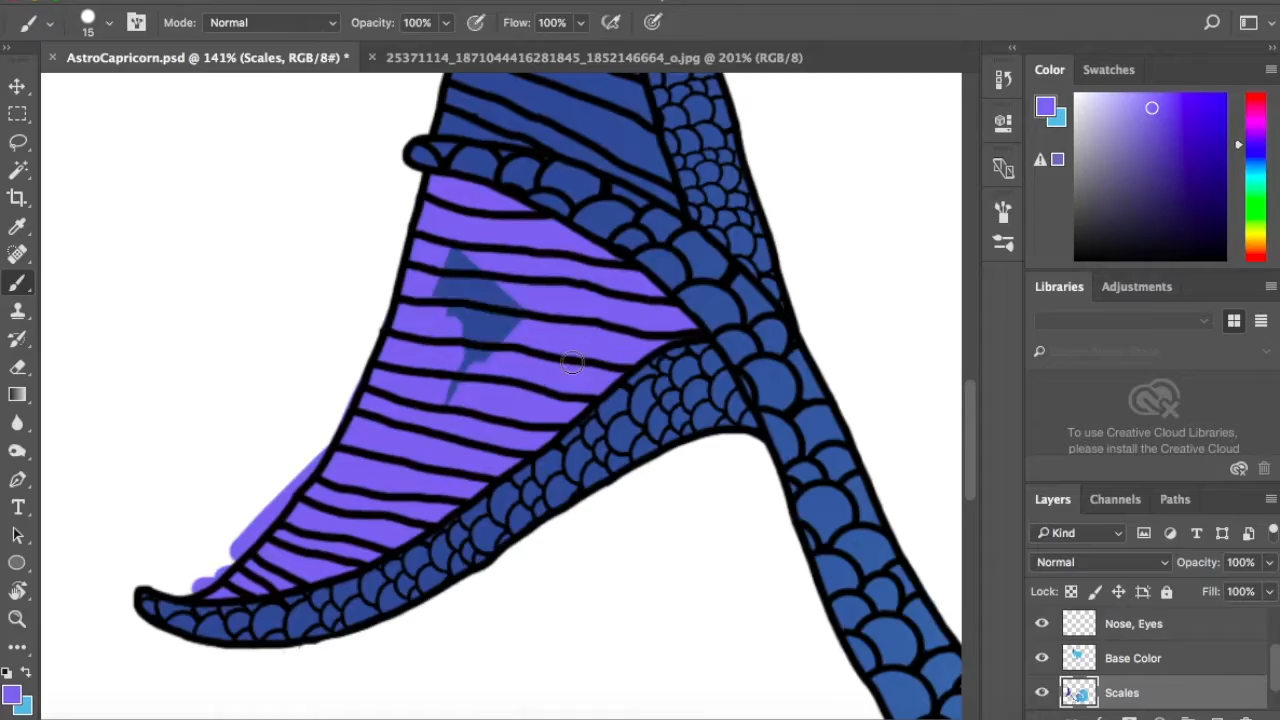 15
Mode: Normal Opacity: 100% Flow: 100%
AstroCapricorn.psd @ 141% (Scales, RGB/8#) *
25371114_1871044416281845_1852146664_o.jpg @ 201% (RGB/8)
Color Swatches
Libraries Adjustments
To use Creative Cloud Libraries,
please install the Creative Cloud
Layers Channels Paths
Kind
Normal Opacity: 100%
Lock: Fill: 100%
Nose, Eyes
Base Color
Scales